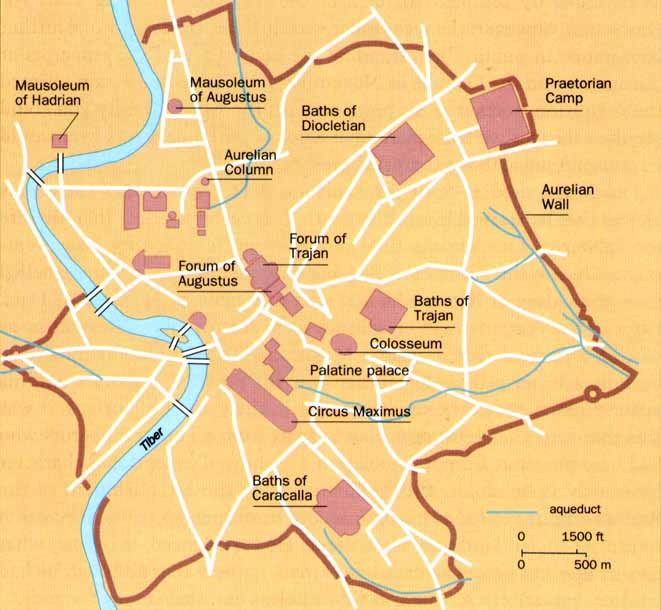 Mausoleum
of Hadrian
Mausoleum
of Augustus
Praetorian
Camp
Baths of
Diocletian
Aurelian
Column
Aurelian
Wall
Forum of
Trajan
Forum of
Augustus
Baths of
Trajan
Colosseum
Palatine palace
Circus Maximus
Tiber
Baths of
Caracalla
aqueduct
0 1500 ft
0 500 m